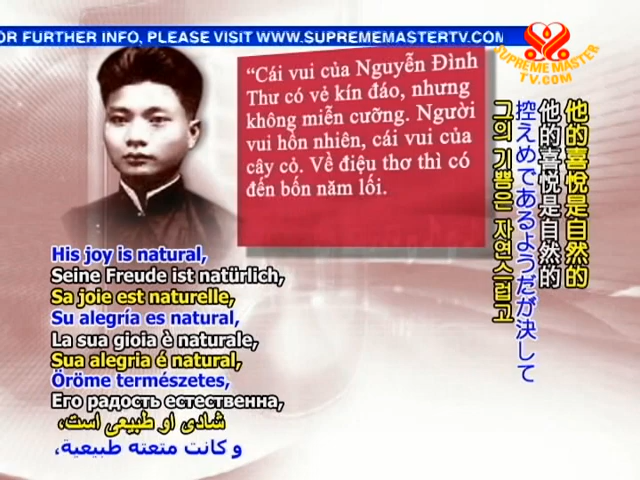 OR FURTHER INFO, PLEASE VISIT WWW.SUPREMEMASTERTV.COM
SUPREME MASTER
TV.COM
“Cái vui của Nguyễn Đình
Thư có vẻ kín đáo, nhưng
không miễn cưỡng. Người
vui hồn nhiên, cái vui của
cây cỏ. Về điệu thơ thì có
đến bốn năm lối.
他的喜悅是自然的
他的喜悦是自然的
控えめであるようだが決して
그의 기쁨은 자연스럽고
His joy is natural,
Seine Freude ist natürlich,
Sa joie est naturelle,
Su alegría es natural,
La sua gioia è naturale,
Sua alegria é natural,
Öröme természetes,
Его радость естественна,
شادی او طبیعی است،
و كانت متعته طبيعية،